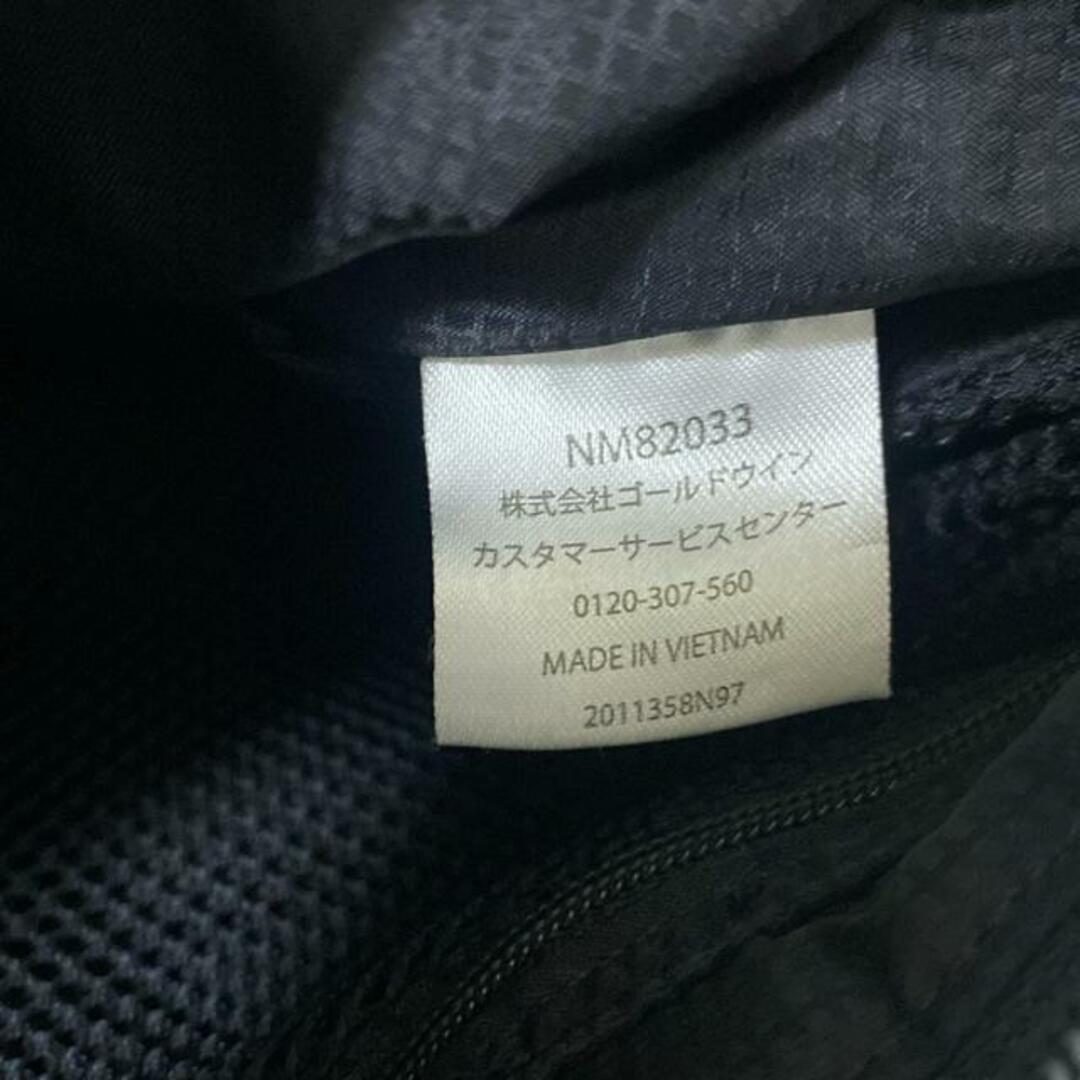 NM82033
株式会社ゴールドウイン
カスタマーサービスセンター
0120-307-560
MADE IN VIETNAM
2011358N97